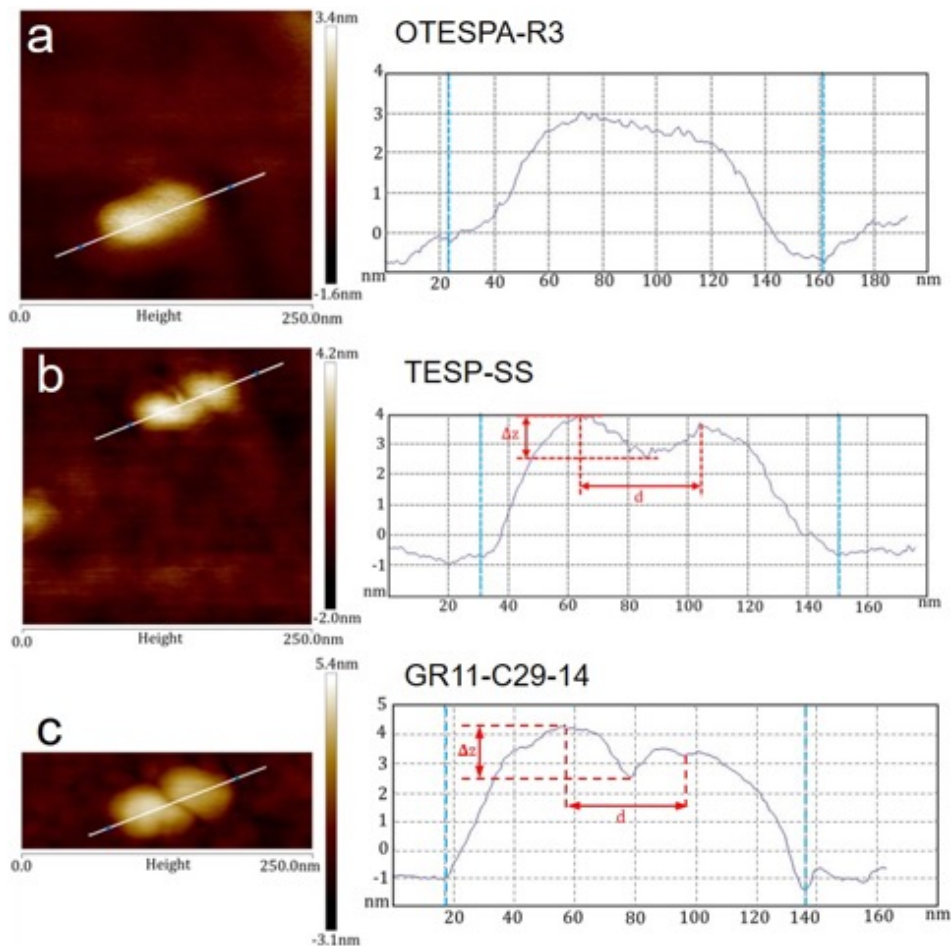 a
3.4nm
-1.6nm
0.0 Height 250.0nm
OTESPA-R3
4
3
2
1
0
nm
20 40 60 80 100 120 140 160 180 nm
b
4.2nm
-2.0nm
0.0 Height 250.0nm
TESP-SS
4
3
2
1
0
-1
nm
Δz
d
20 40 60 80 100 120 140 160 nm
c
5.4nm
-3.1nm
0.0 Height 250.0nm
GR11-C29-14
5
4
3
2
1
0
-1
nm
Δz
d
20 40 60 80 100 120 140 160 nm